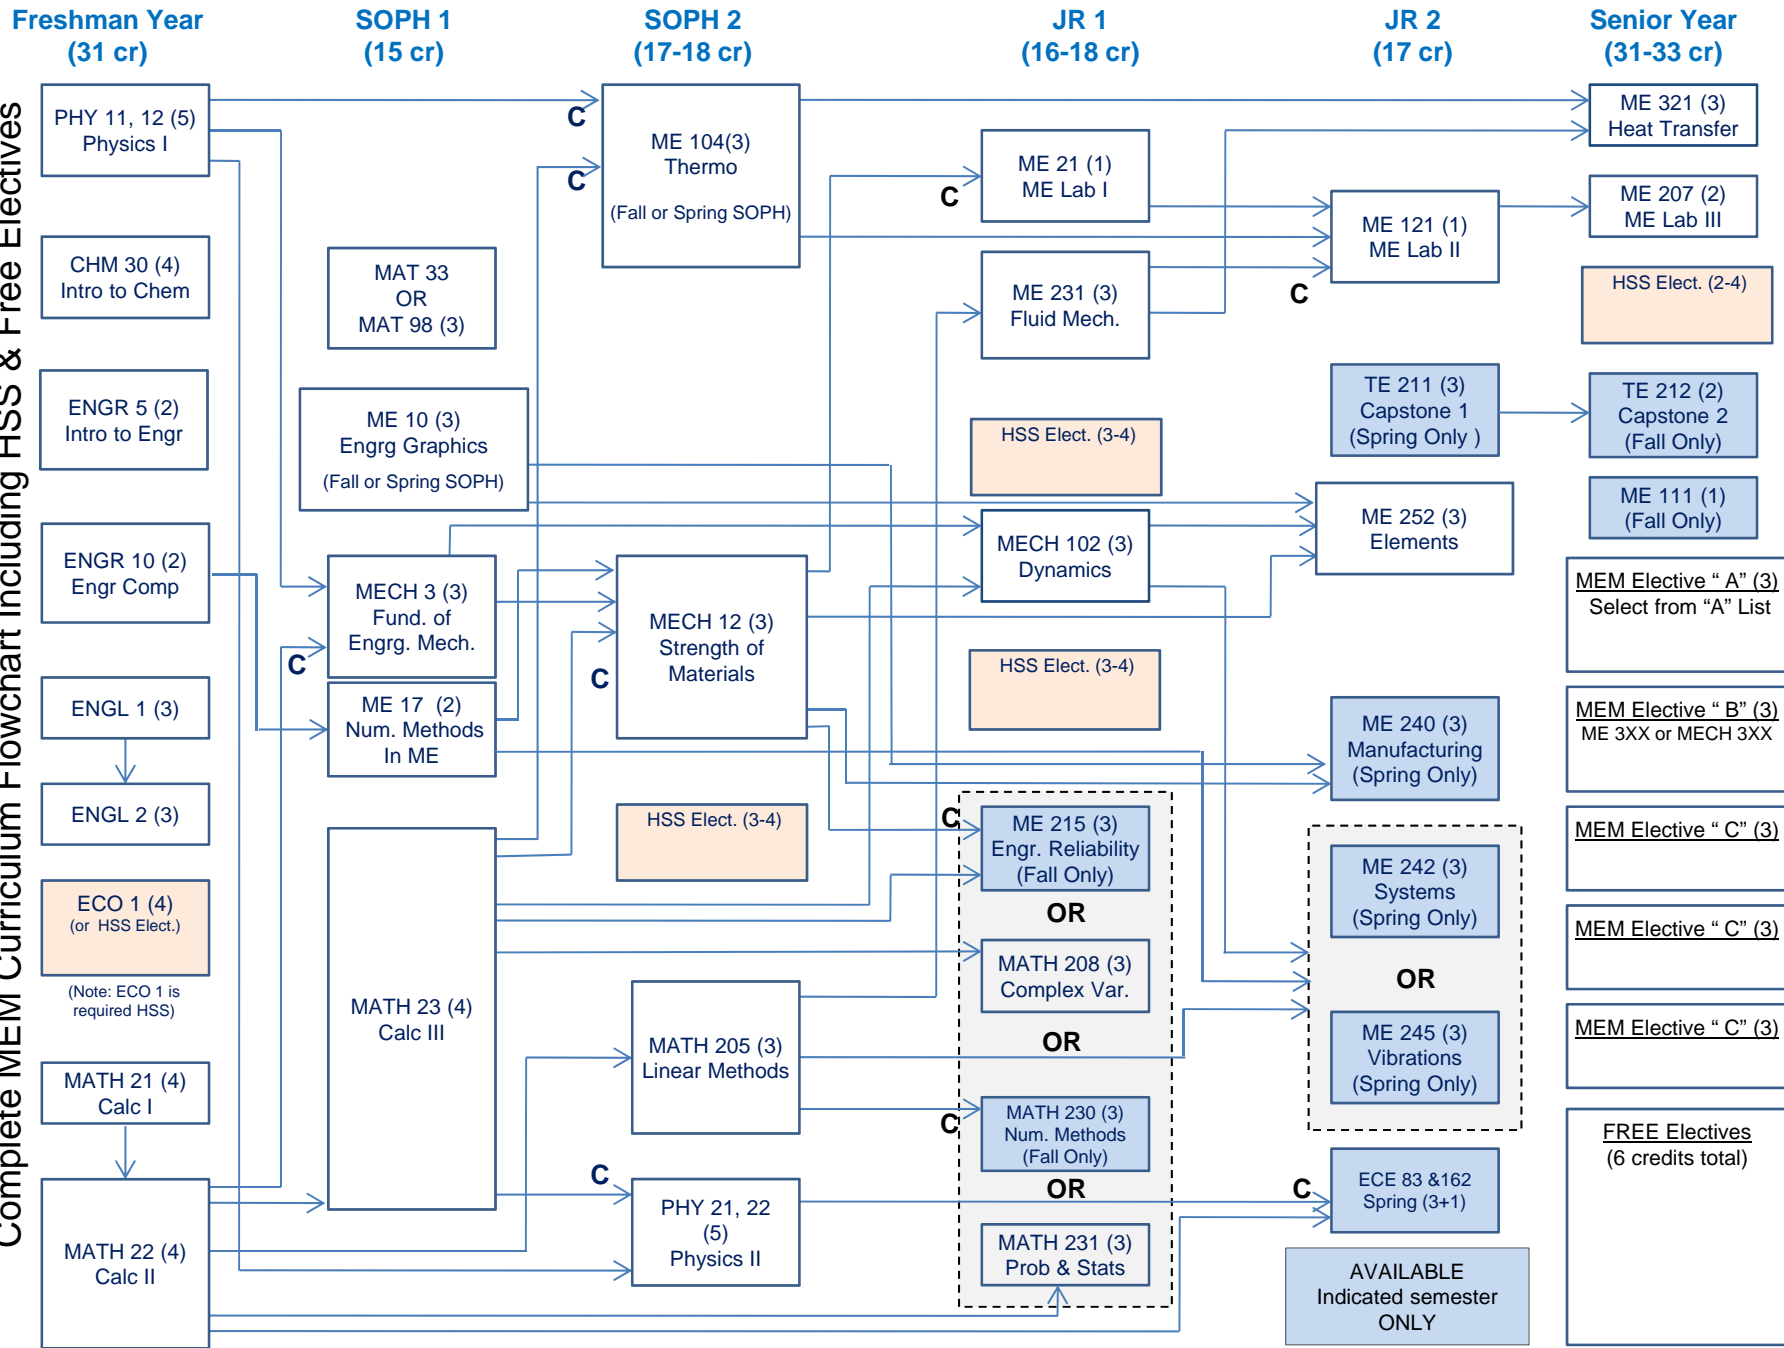 Complete MEM Curriculum Flowchart Including HSS & Free Electives
Freshman Year
(31 cr)
PHY 11, 12 (5)
Physics I
CHM 30 (4)
Intro to Chem
ENGR 5 (2)
Intro to Engr
ENGR 10 (2)
Engr Comp
ENGL 1 (3)
ENGL 2 (3)
ECO 1 (4)
(or HSS Elect.)
(Note: ECO 1 is
required HSS)
MATH 21 (4)
Calc I
MATH 22 (4)
Calc II
SOPH 1
(15 cr)
MAT 33
OR
MAT 98 (3)
ME 10 (3)
Engrg Graphics
(Fall or Spring SOPH)
MECH 3 (3)
Fund. of
Engrg. Mech.
C
ME 17 (2)
Num. Methods
In ME
MATH 23 (4)
Calc III
SOPH 2
(17-18 cr)
C
C
ME 104(3)
Thermo
(Fall or Spring SOPH)
MECH 12 (3)
Strength of
Materials
C
HSS Elect. (3-4)
MATH 205 (3)
Linear Methods
C
PHY 21, 22
(5)
Physics II
JR 1
(16-18 cr)
C
ME 21 (1)
ME Lab I
ME 231 (3)
Fluid Mech.
HSS Elect. (3-4)
MECH 102 (3)
Dynamics
HSS Elect. (3-4)
C
ME 215 (3)
Engr. Reliability
(Fall Only)
OR
MATH 208 (3)
Complex Var.
OR
C
MATH 230 (3)
Num. Methods
(Fall Only)
OR
MATH 231 (3)
Prob & Stats
JR 2
(17 cr)
ME 121 (1)
ME Lab II
C
TE 211 (3)
Capstone 1
(Spring Only )
ME 252 (3)
Elements
ME 240 (3)
Manufacturing
(Spring Only)
ME 242 (3)
Systems
(Spring Only)
OR
ME 245 (3)
Vibrations
(Spring Only)
C
ECE 83 &162
Spring (3+1)
AVAILABLE
Indicated semester
ONLY
Senior Year
(31-33 cr)
ME 321 (3)
Heat Transfer
ME 207 (2)
ME Lab III
HSS Elect. (2-4)
TE 212 (2)
Capstone 2
(Fall Only)
ME 111 (1)
(Fall Only)
MEM Elective “ A” (3)
Select from “A” List
MEM Elective “ B” (3)
ME 3XX or MECH 3XX
MEM Elective “ C” (3)
MEM Elective “ C” (3)
MEM Elective “ C” (3)
FREE Electives
(6 credits total)